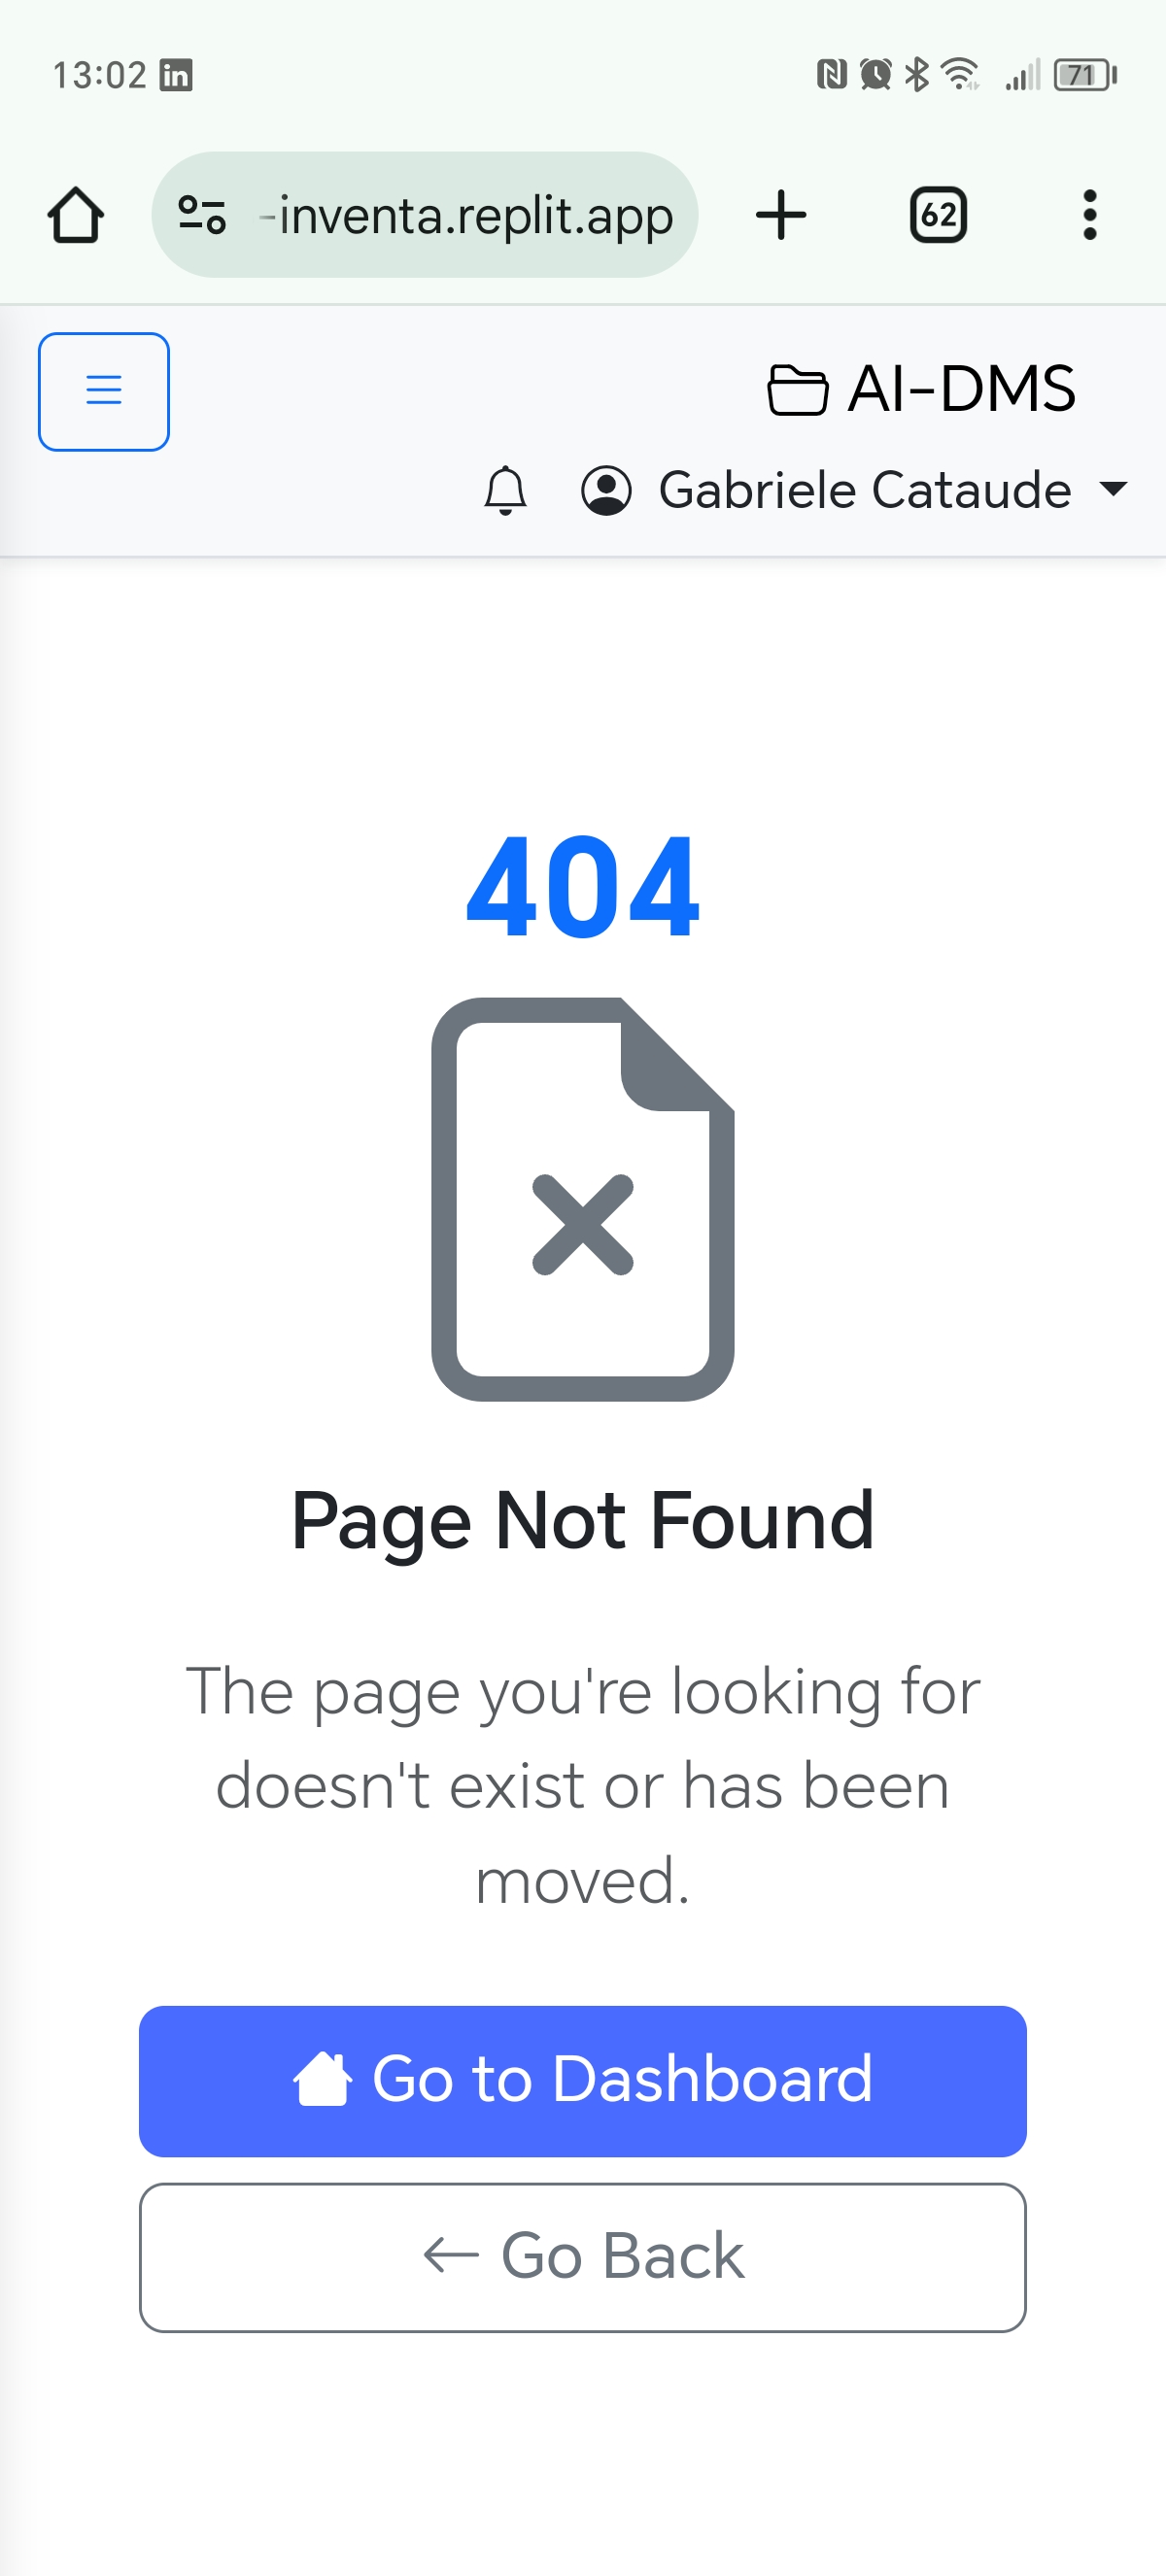 13:02
71
-inventa.replit.app
62
AI-DMS
Gabriele Cataude
404
Page Not Found
The page you're looking for
doesn't exist or has been
moved.
Go to Dashboard
Go Back